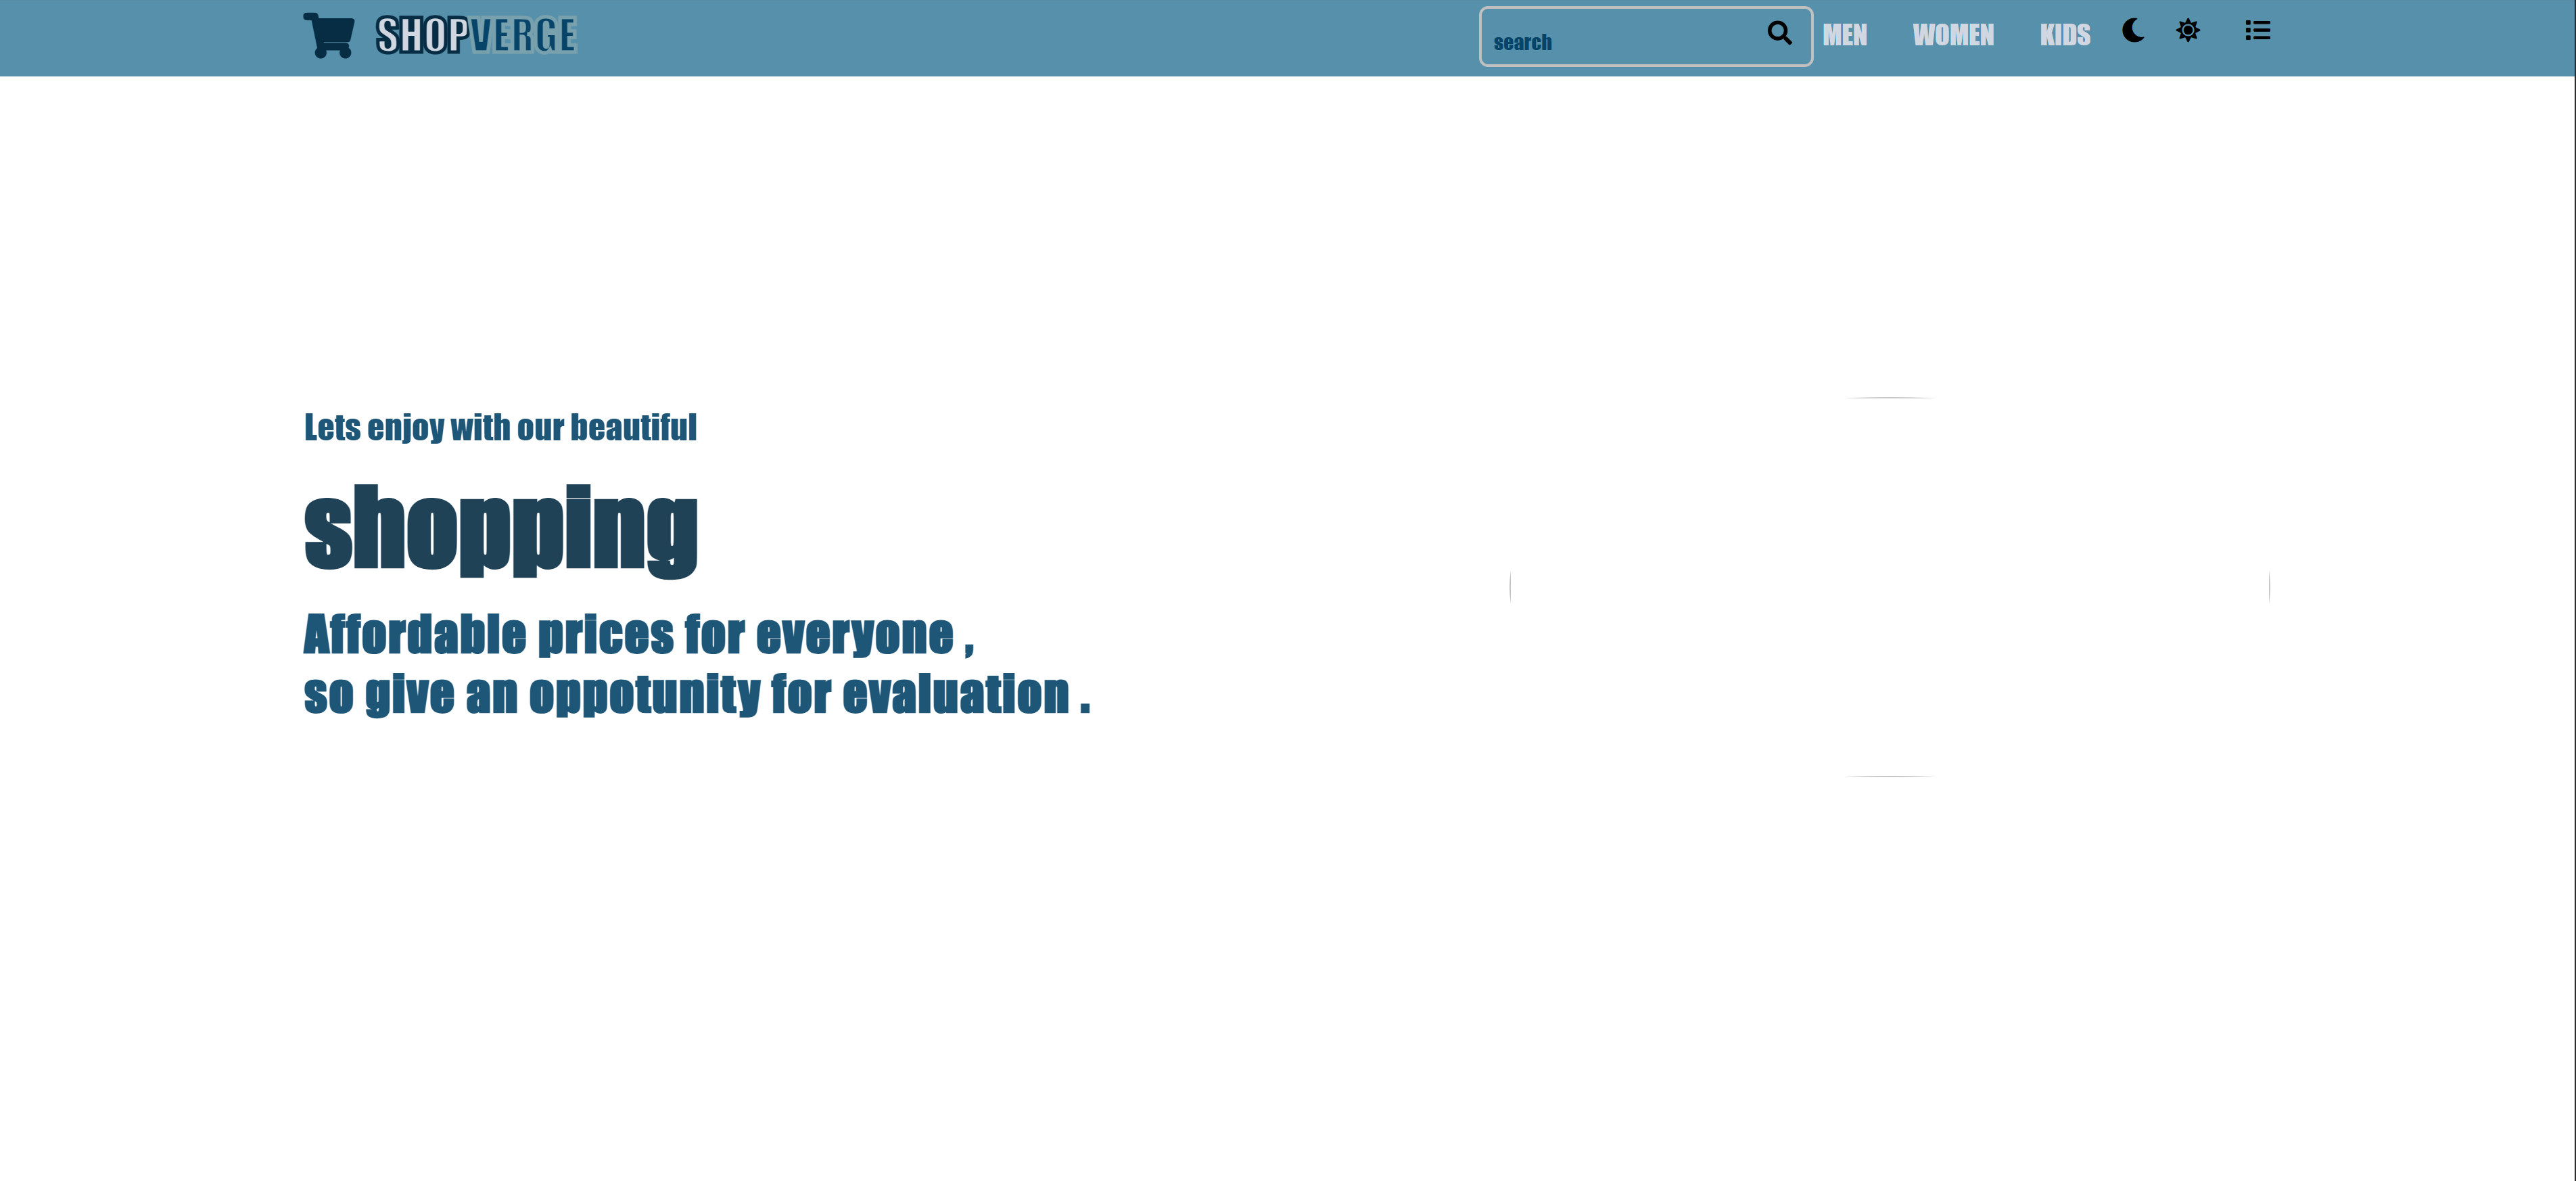 SHOPVERGE
search
MEN WOMEN KIDS
Lets enjoy with our beautiful
shopping
Affordable prices for everyone ,
so give an oppotunity for evaluation .